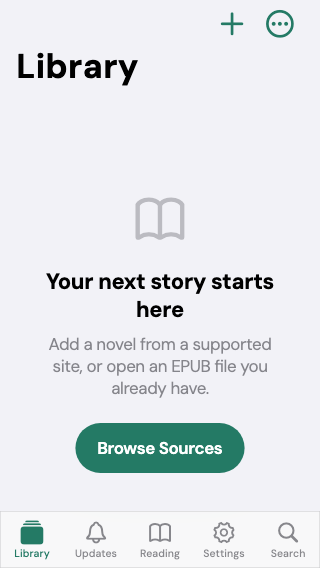 Library
Your next story starts
here
Add a novel from a supported
site, or open an EPUB file you
already have.
Browse Sources
Library
Updates
Reading
Settings
Search